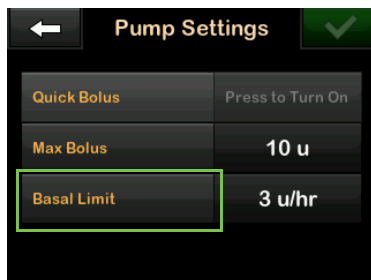 Pump Settings
Quick Bolus Press to Turn On
Max Bolus 10 u
Basal Limit 3 u/hr